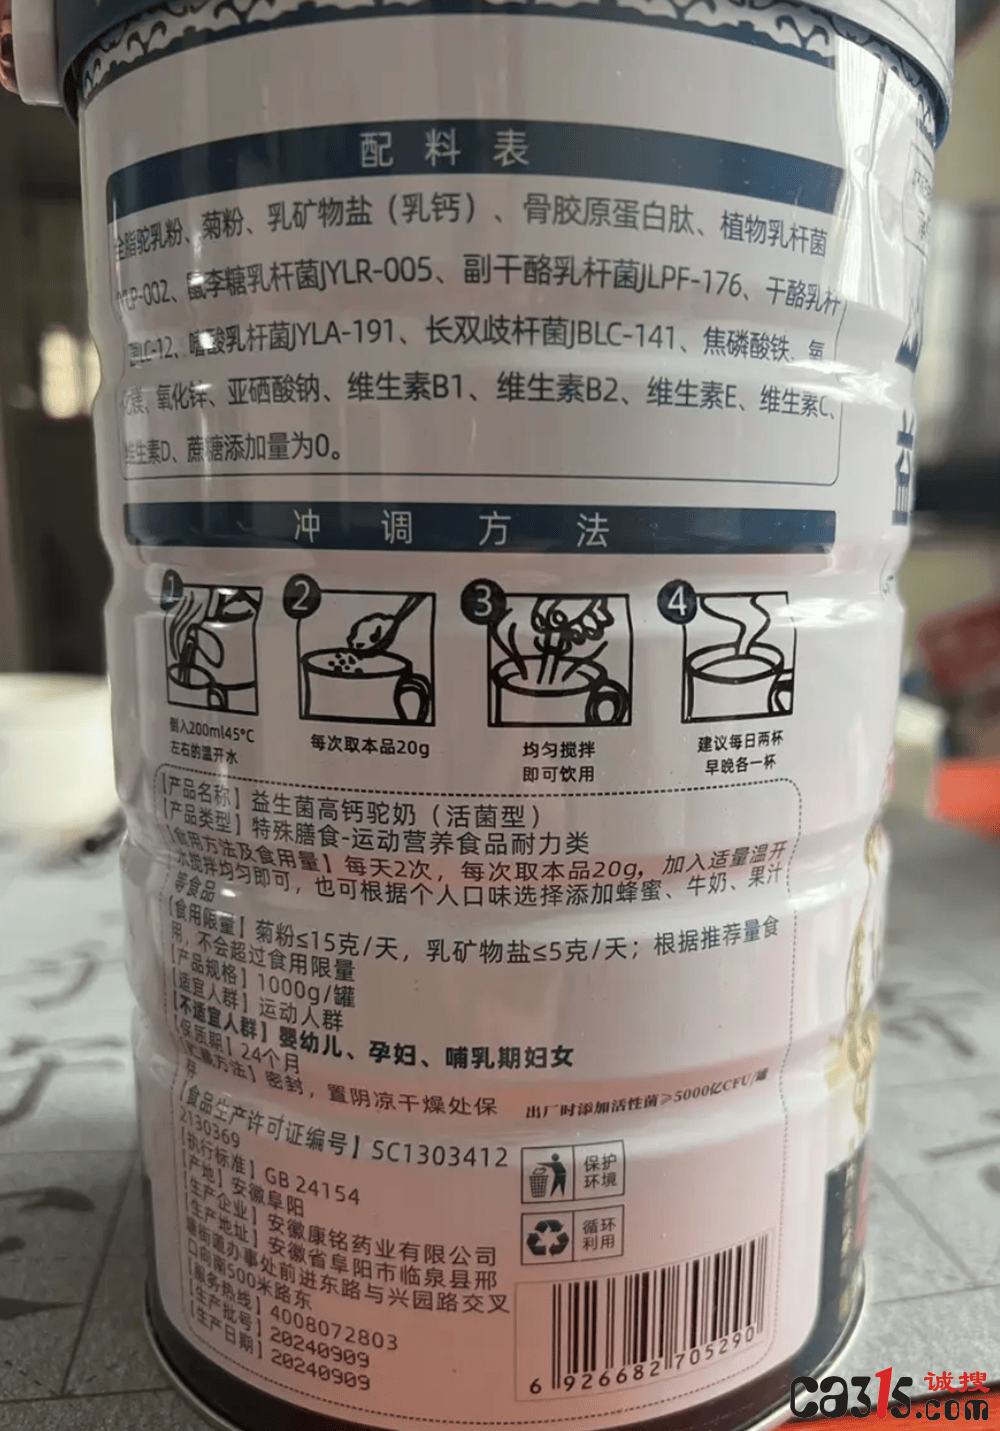 配料表
全脂驼乳粉、菊粉、乳矿物盐（乳钙）、骨胶原蛋白肽、植物乳杆菌
JYLP-002、鼠李糖乳杆菌JYLR-005、副干酪乳杆菌JLPF-176、干酪乳杆
菌LC-12、嗜酸乳杆菌JYLA-191、长双歧杆菌JBLC-141、焦磷酸铁、氧
化镁、氧化锌、亚硒酸钠、维生素B1、维生素B2、维生素E、维生素C、
维生素D、蔗糖添加量为0。
冲调方法
1
2
3
4
倒入200ml45°C
左右的温开水
每次取本品20g
均匀搅拌
即可饮用
建议每日两杯
早晚各一杯
【产品名称】益生菌高钙驼奶（活菌型）
【产品类型】特殊膳食-运动营养食品耐力类
【食用方法及食用量】每天2次，每次取本品20g，加入适量温开
水搅拌均匀即可，也可根据个人口味选择添加蜂蜜、牛奶、果汁
等食品
【食用限量】菊粉≤15克/天，乳矿物盐≤5克/天；根据推荐量食
用，不会超过食用限量
【产品规格】1000g/罐
【适宜人群】运动人群
【不适宜人群】婴幼儿、孕妇、哺乳期妇女
【保质期】24个月
【贮藏方法】密封，置阴凉干燥处保
存
出厂时添加活性菌≥5000亿CFU/罐
【食品生产许可证编号】SC1303412
2130369
【执行标准】GB 24154
【产地】安徽阜阳
【生产企业】安徽康铭药业有限公司
【生产地址】安徽省阜阳市临泉县邢
塘街道办事处前进东路与兴园路交叉
口向南500米路东
【服务热线】4008072803
【生产批号】20240909
【生产日期】20240909
保护
环境
循环
利用
6 926682 705290
益
ca315诚搜
.com